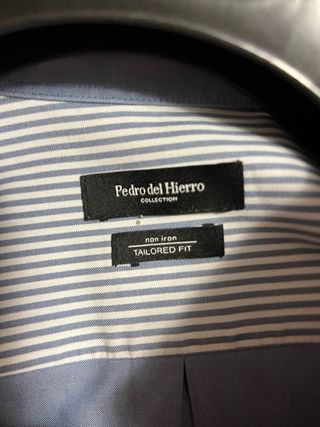 Pedro del Hierro
COLLECTION
non iron
TAILORED FIT